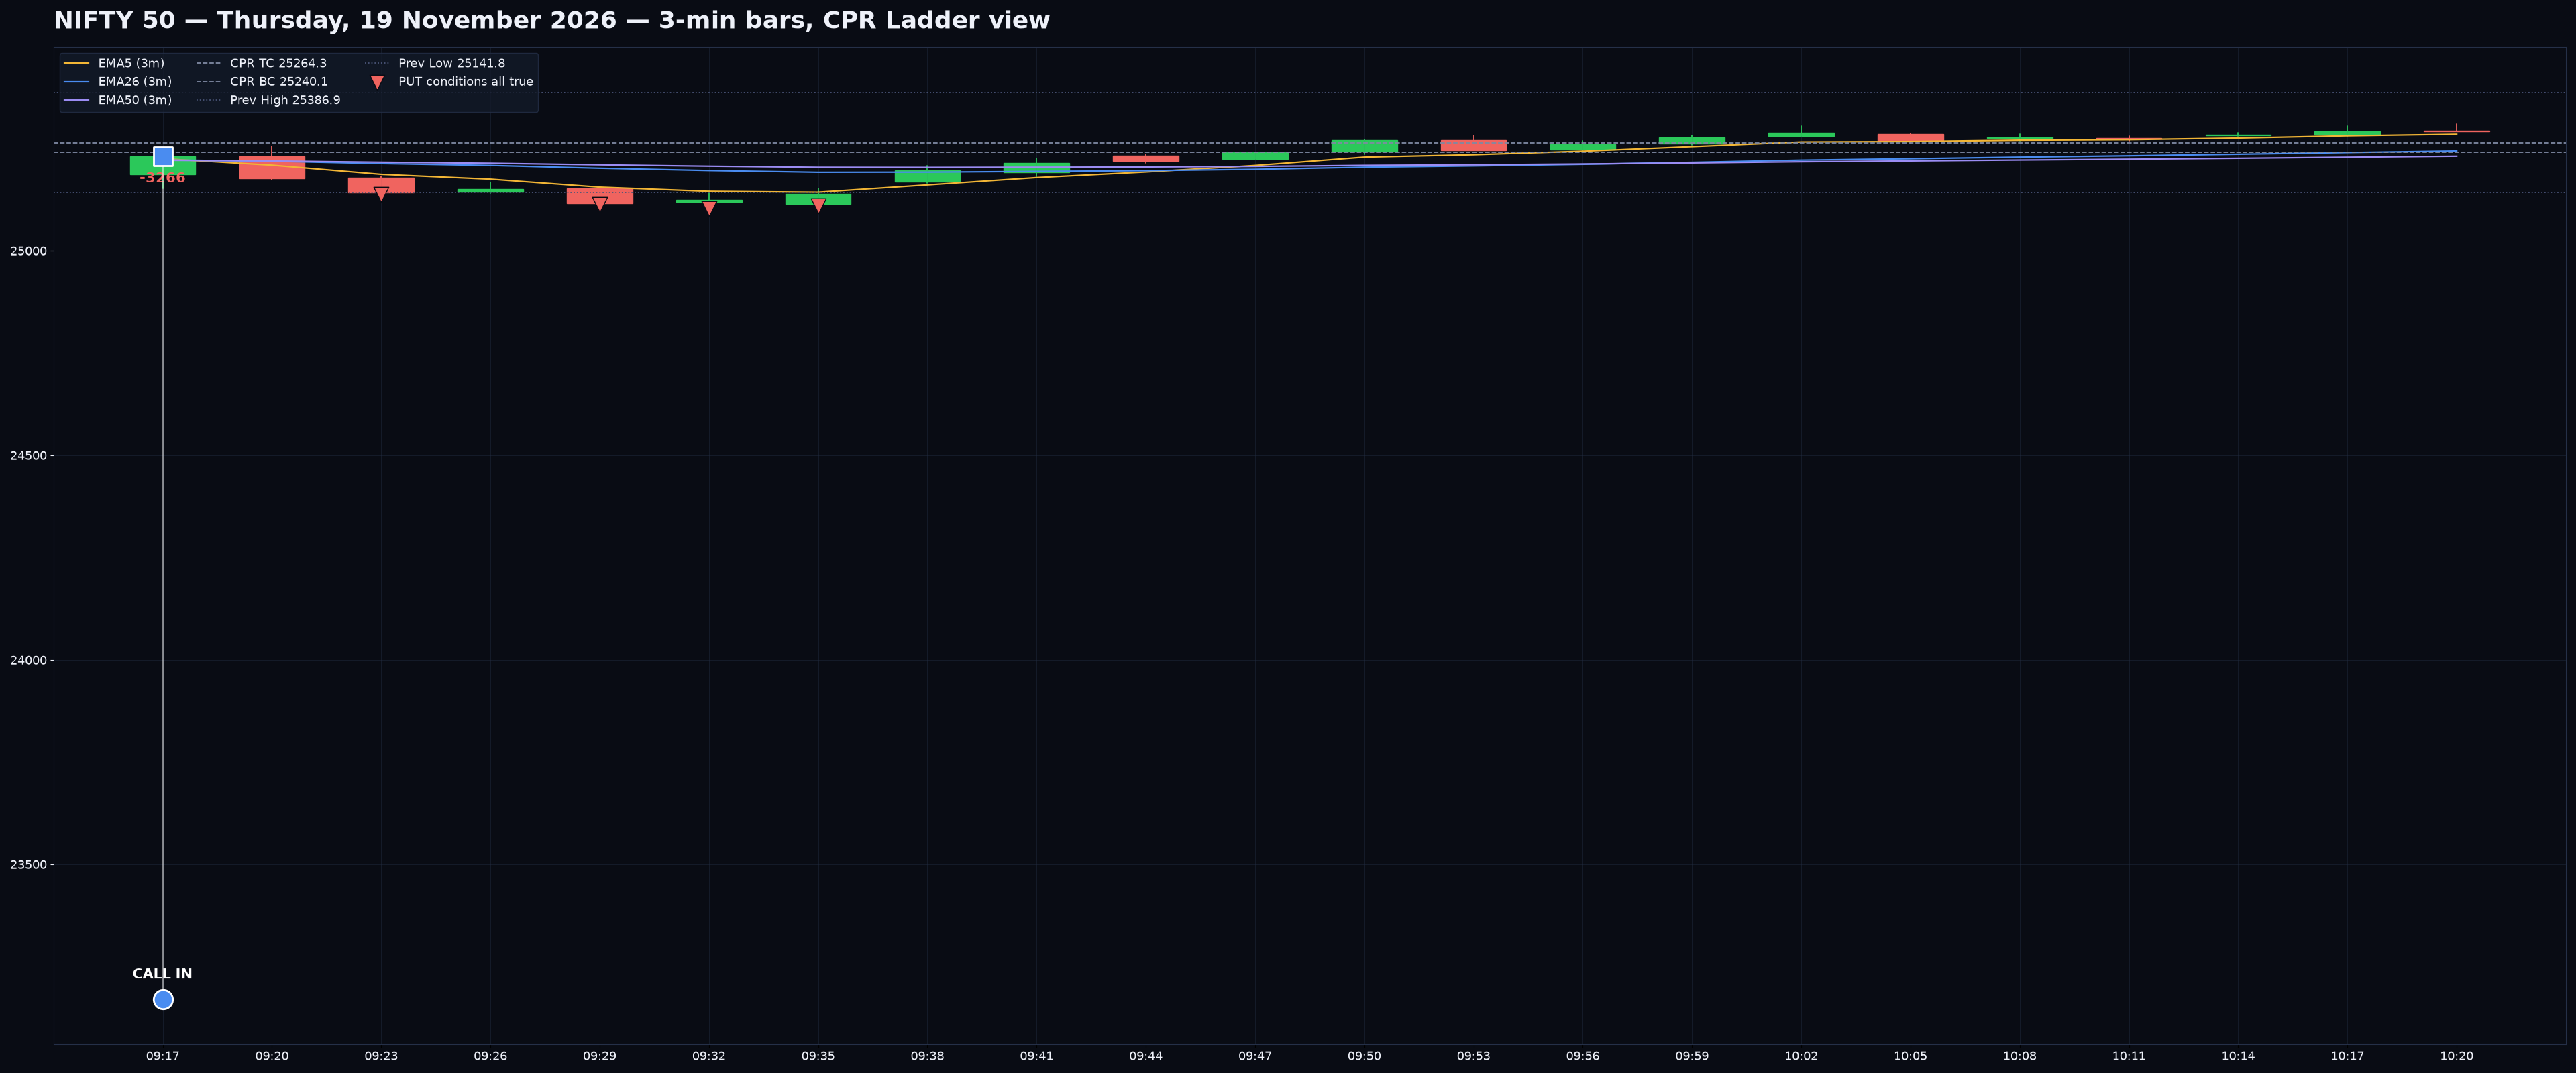 NIFTY 50 — Thursday, 19 November 2026 — 3-min bars, CPR Ladder view
EMA5 (3m)
EMA26 (3m)
EMA50 (3m)
CPR TC 25264.3
CPR BC 25240.1
Prev High 25386.9
Prev Low 25141.8
PUT conditions all true
-3266
25000
24500
24000
23500
CALL IN
09:17 09:20 09:23 09:26 09:29 09:32 09:35 09:38 09:41 09:44 09:47 09:50 09:53 09:56 09:59 10:02 10:05 10:08 10:11 10:14 10:17 10:20